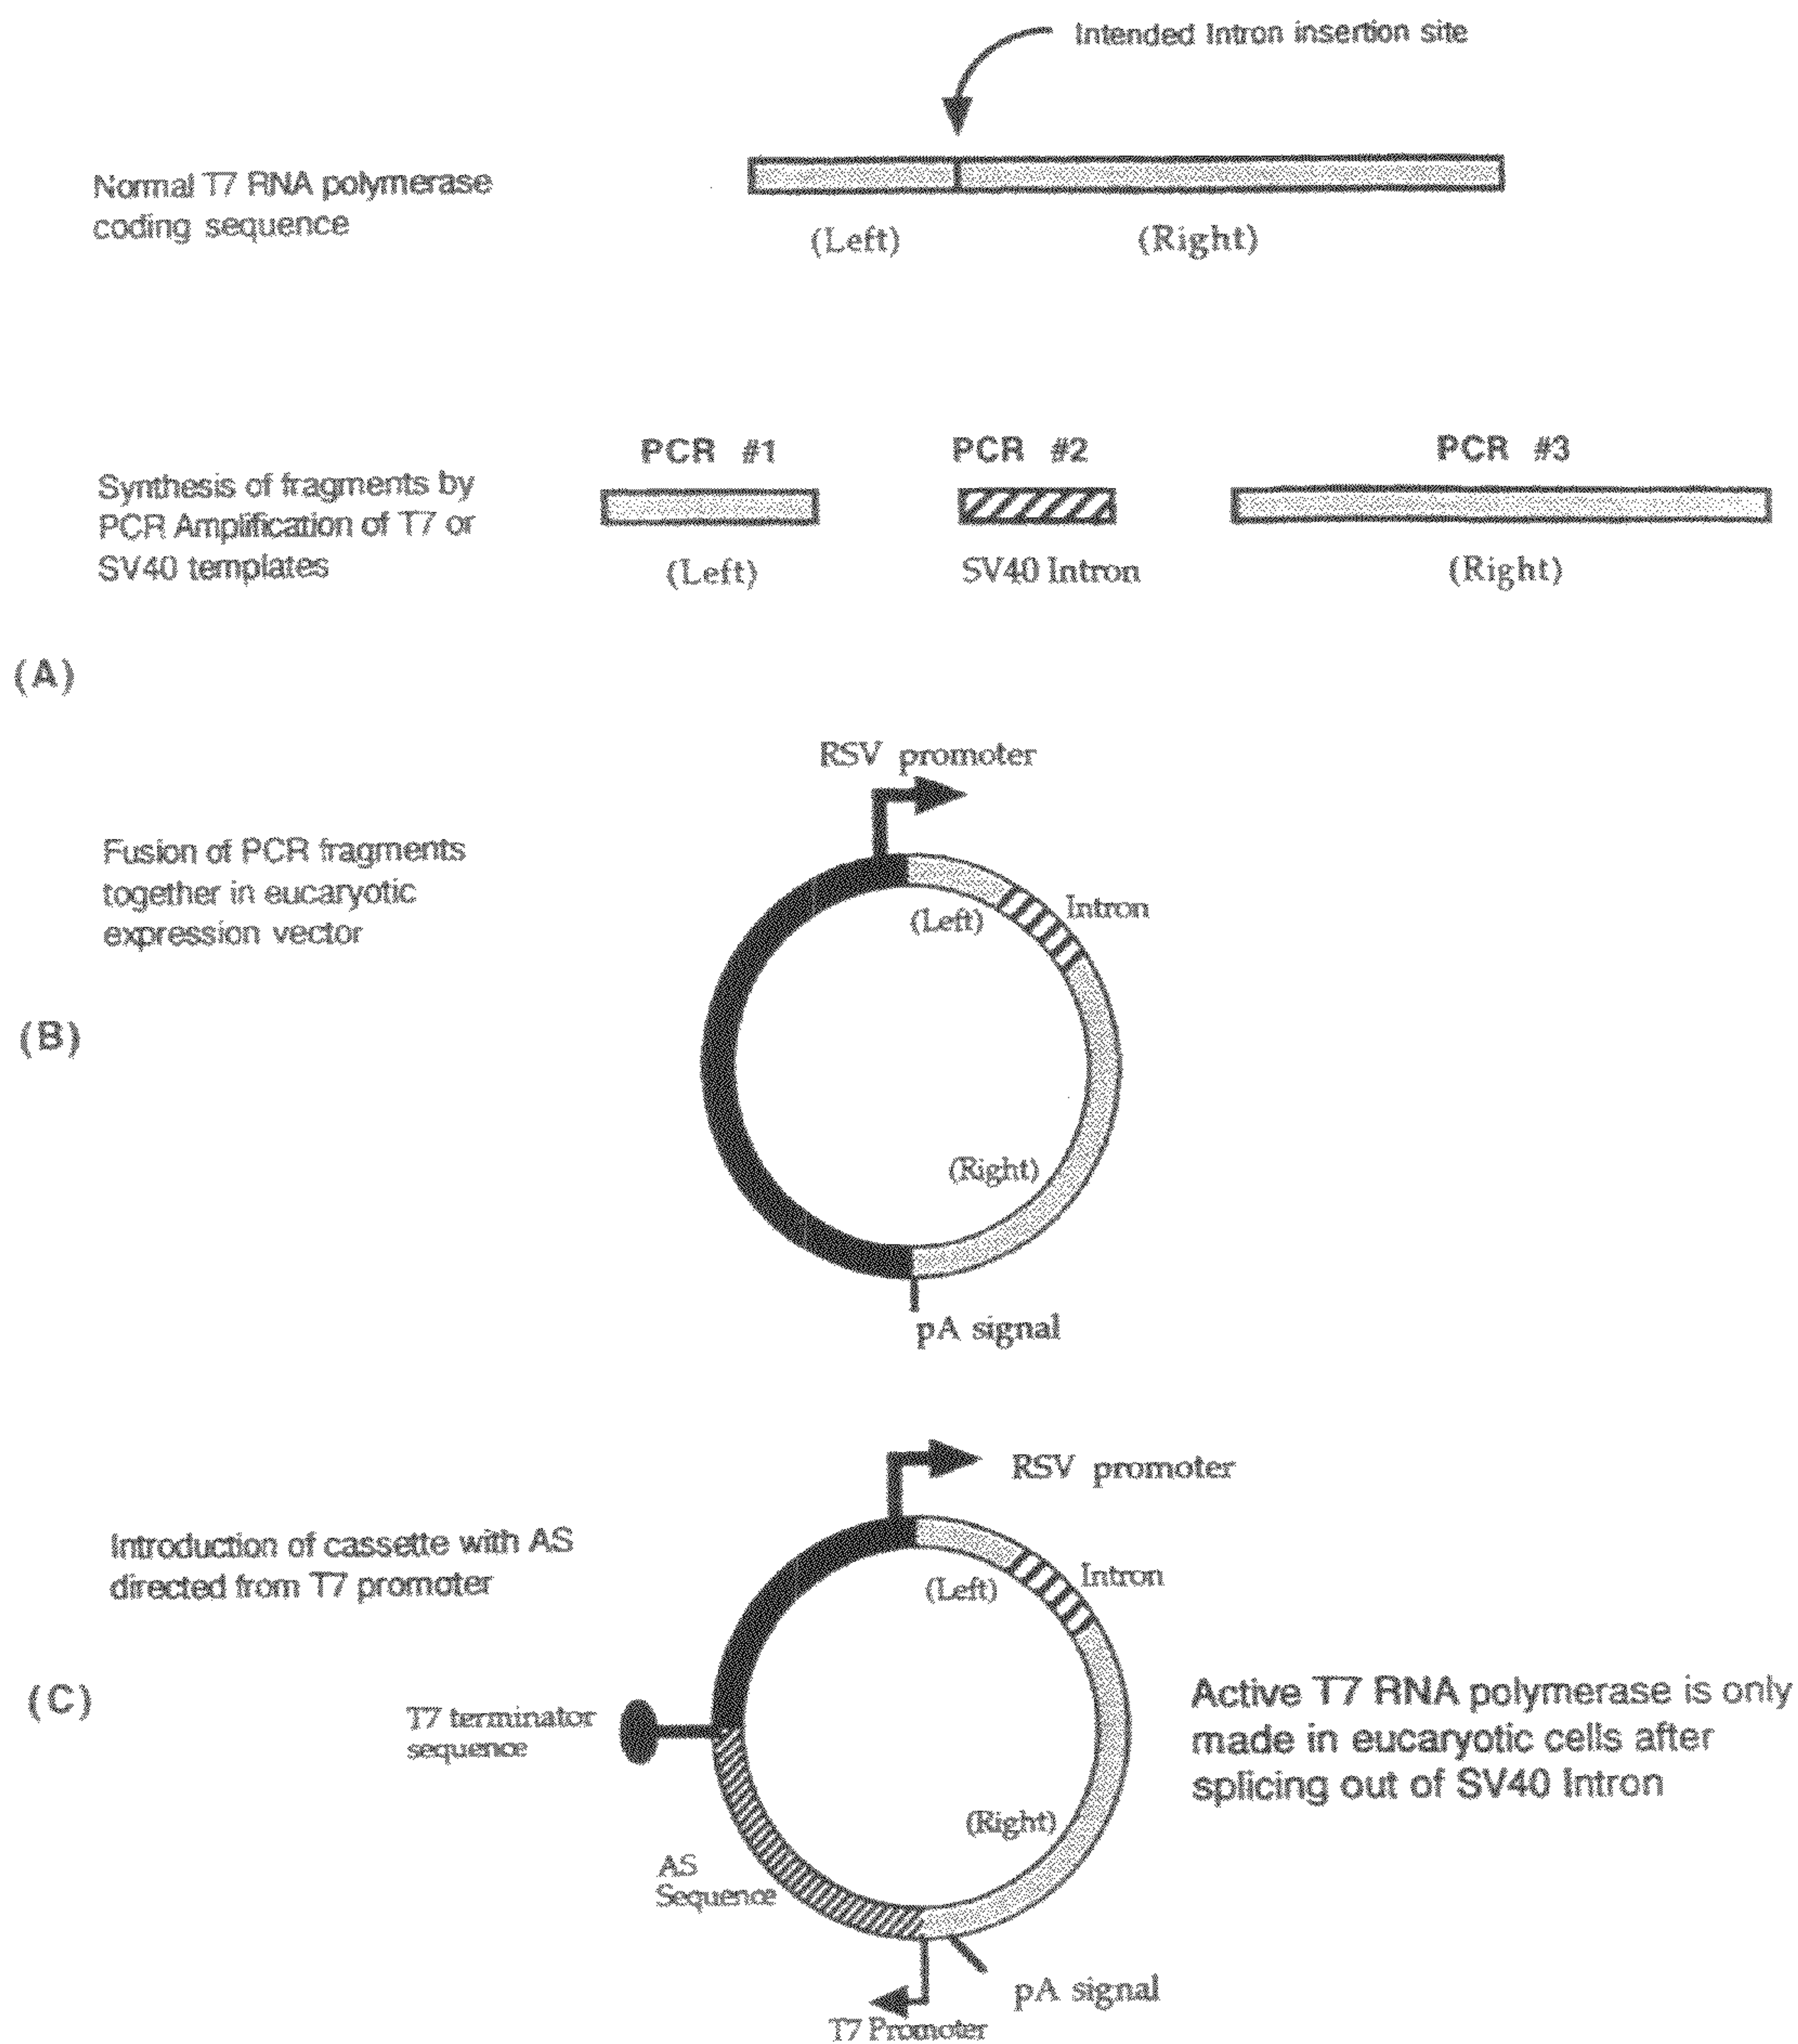 Intended Intron insertion site
Normal T7 RNA polymerase
coding sequence
(Left)
(Right)
PCR #1
PCR #2
PCR #3
Synthesis of fragments by
PCR Amplification of T7 or
SV40 templates
(Left)
SV40 Intron
(Right)
(A)
RSV promoter
Fusion of PCR fragments
together in eucaryotic
expression vector
(Left)
Intron
(B)
(Right)
pA signal
RSV promoter
Introduction of cassette with AS
directed from T7 promoter
(Left)
Intron
(C)
T7 terminator
sequence
Active T7 RNA polymerase is only
made in eucaryotic cells after
splicing out of SV40 Intron
(Right)
AS
Sequence
pA signal
T7 Promoter